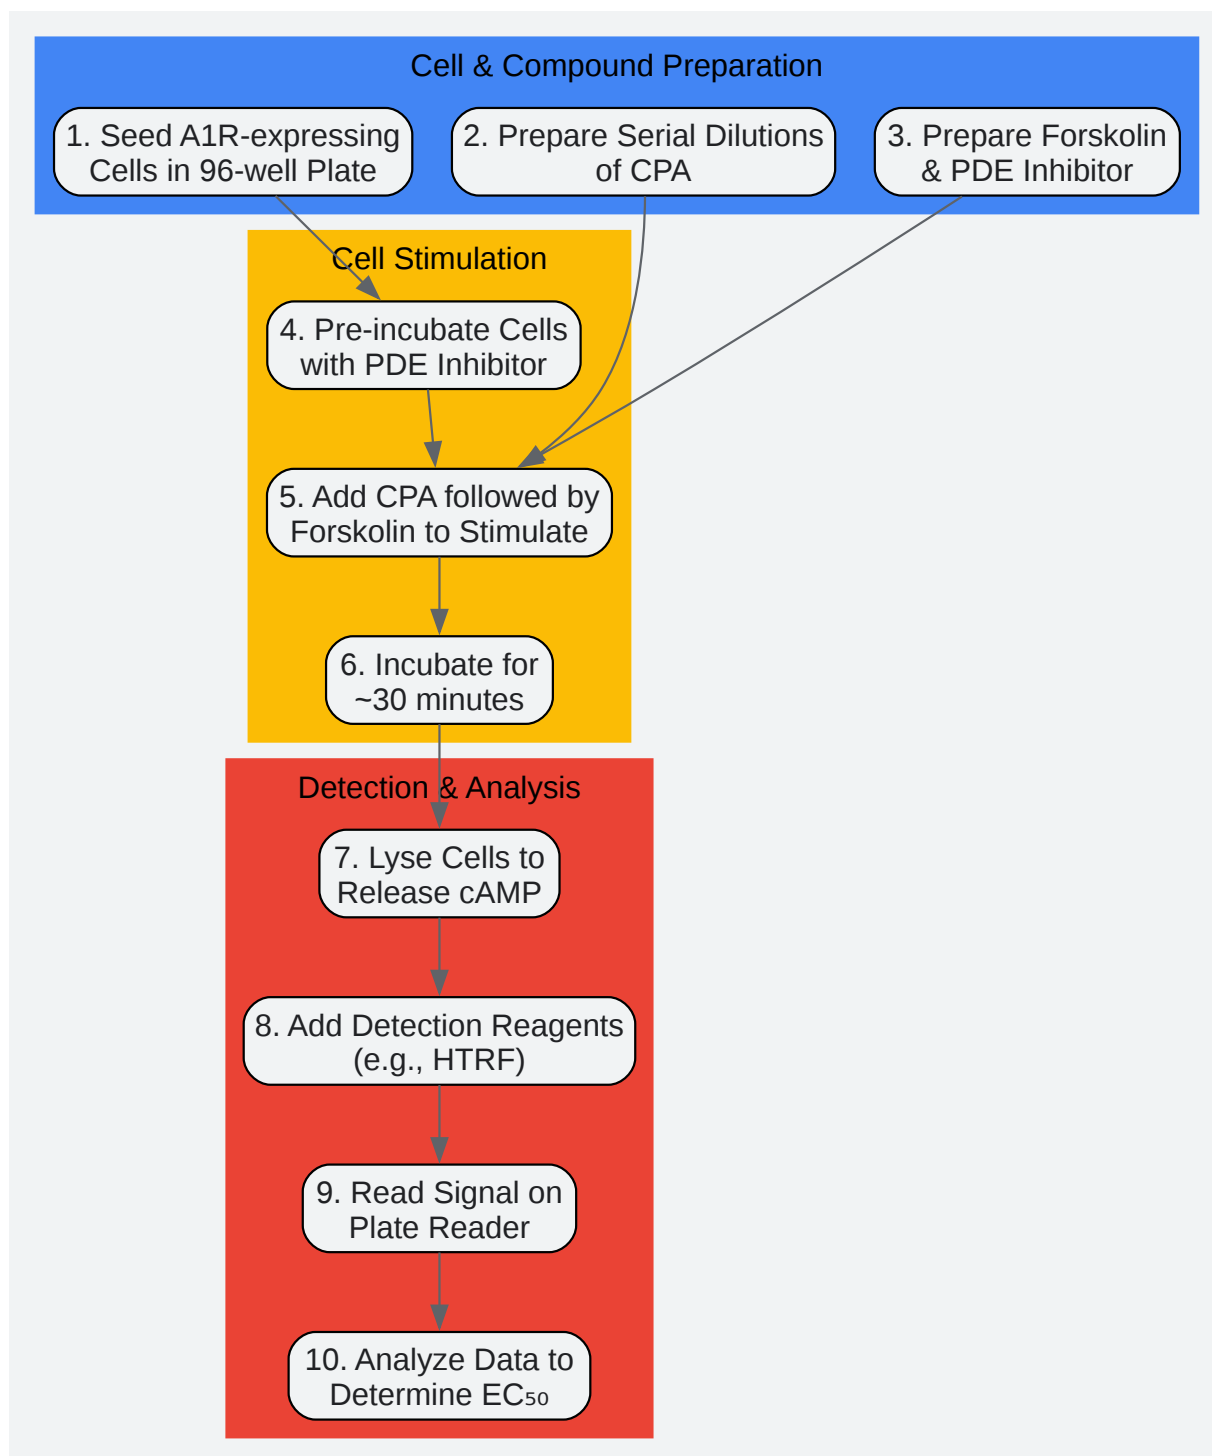 Cell & Compound Preparation
1. Seed A1R-expressing
Cells in 96-well Plate
2. Prepare Serial Dilutions
of CPA
3. Prepare Forskolin
& PDE Inhibitor
Cell Stimulation
4. Pre-incubate Cells
with PDE Inhibitor
5. Add CPA followed by
Forskolin to Stimulate
6. Incubate for
~30 minutes
Detection & Analysis
7. Lyse Cells to
Release cAMP
8. Add Detection Reagents
(e.g., HTRF)
9. Read Signal on
Plate Reader
10. Analyze Data to
Determine EC₅₀